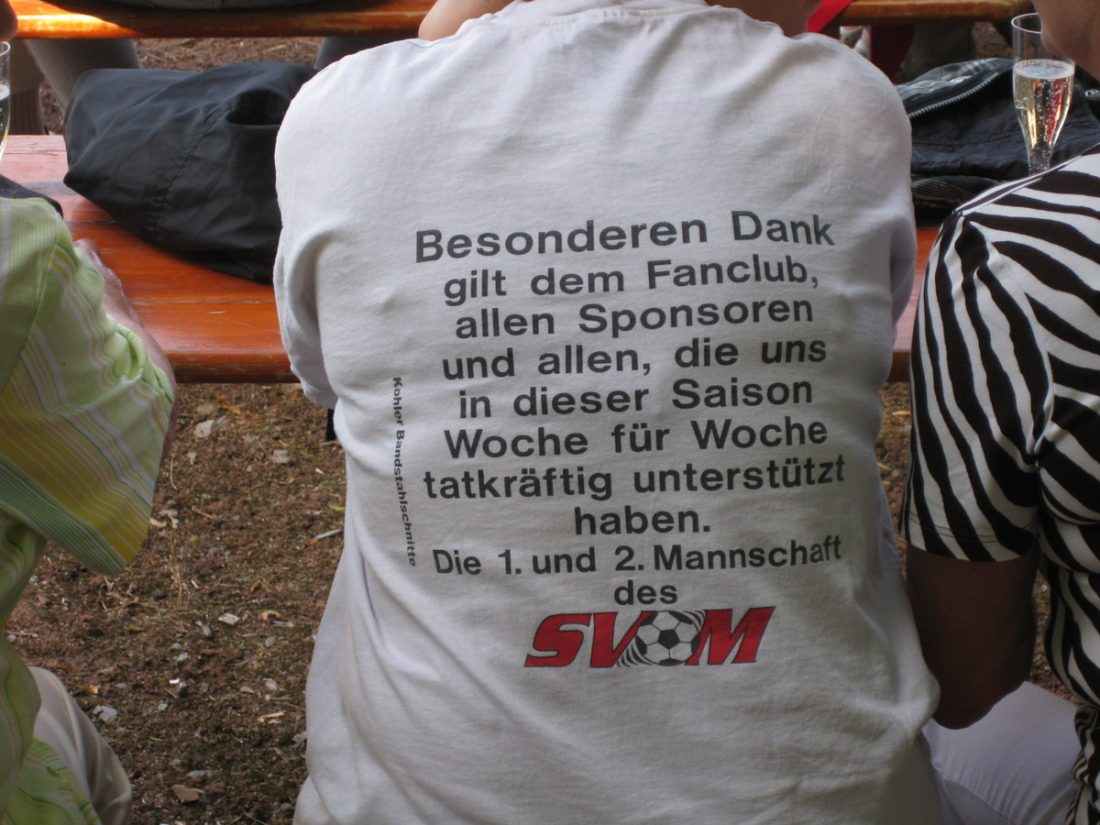 Besonderen Dank
gilt dem Fanclub,
allen Sponsoren
und allen, die uns
in dieser Saison
Woche für Woche
tatkräftig unterstützt
haben.
Die 1. und 2. Mannschaft
des
SVM
Kohler Bandstahlschnitte